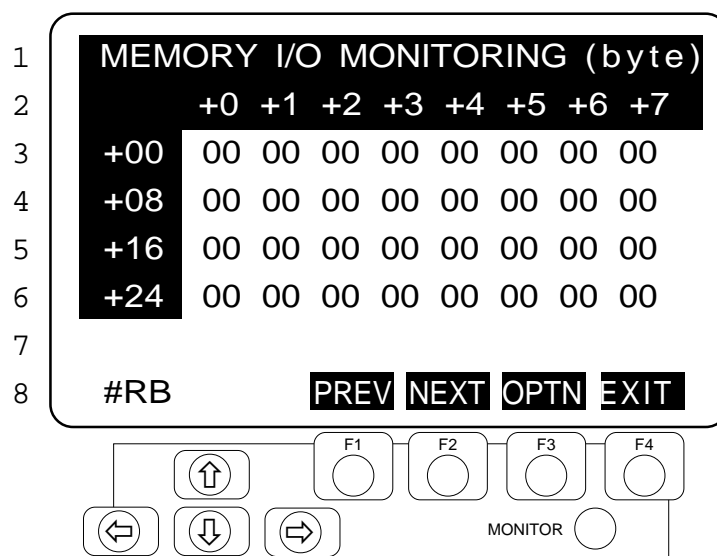 1 MEMORY I/O MONITORING (byte)
2 +0 +1 +2 +3 +4 +5 +6 +7
3 +00 00 00 00 00 00 00 00 00
4 +08 00 00 00 00 00 00 00 00
5 +16 00 00 00 00 00 00 00 00
6 +24 00 00 00 00 00 00 00 00
7
8 #RB PREV NEXT OPTN EXIT
F1 F2 F3 F4
MONITOR